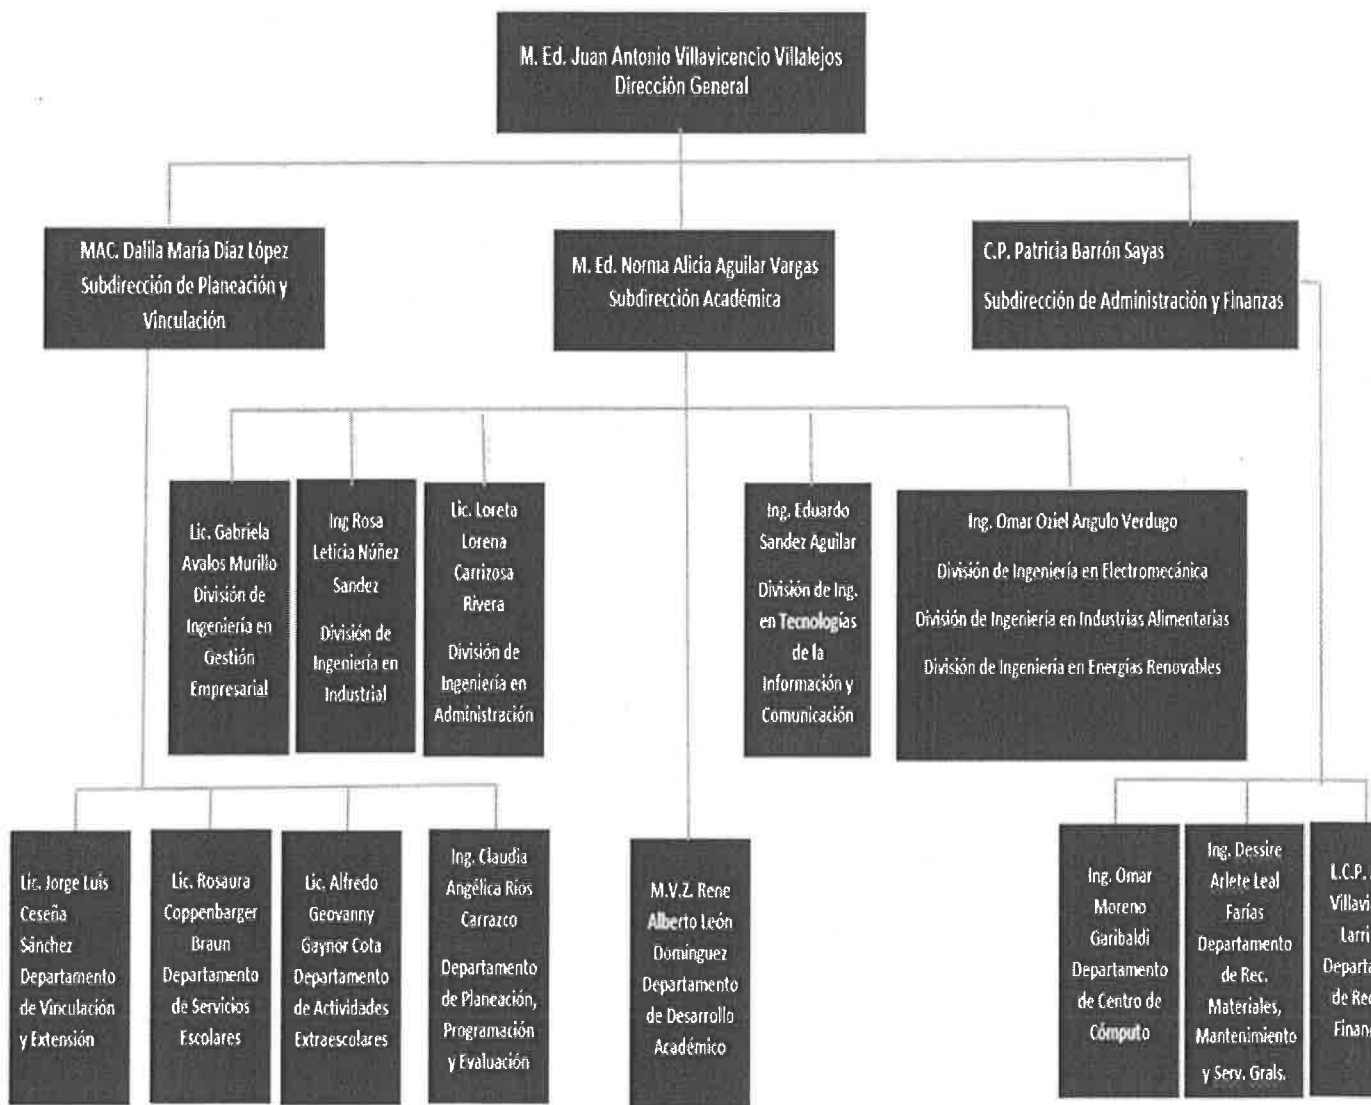 M. Ed. Juan Antonio Villavicencio Villalejos
Dirección General
MAC. Dalila María Díaz López
Subdirección de Planeación y
Vinculación
M. Ed. Norma Alicia Aguilar Vargas
Subdirección Académica
C.P. Patricia Barrón Sayas
Subdirección de Administración y Finanzas
Lic. Gabriela
Avalos Murillo
División de
Ingeniería en
Gestión
Empresarial
Ing Rosa
Leticia Núñez
Sandez
División de
Ingeniería en
Industrial
Lic. Loreta
Lorena
Carrizosa
Rivera
División de
Ingeniería en
Administración
Ing. Eduardo
Sandez Aguilar
División de Ing.
en Tecnologías
de la
Información y
Comunicación
Ing. Omar Oziel Angulo Verdugo
División de Ingeniería en Electromecánica
División de Ingeniería en Industrias Alimentarias
División de Ingeniería en Energías Renovables
Lic. Jorge Luis
Ceseña
Sánchez
Departamento
de Vinculación
y Extensión
Lic. Rosaura
Coppenbarger
Braun
Departamento
de Servicios
Escolares
Lic. Alfredo
Geovanny
Gaynor Cota
Departamento
de Actividades
Extraescolares
Ing. Claudia
Angélica Rios
Carrazco
Departamento
de Planeación,
Programación
y Evaluación
M.V.Z. Rene
Alberto León
Domínguez
Departamento
de Desarrollo
Académico
Ing. Omar
Moreno
Garibaldi
Departamento
de Centro de
Cómputo
Ing. Dessire
Arlete Leal
Farías
Departamento
de Rec.
Materiales,
Mantenimiento
y Serv. Grals.
L.C.P.
Villavi
Larri
Departa
de Rec
Finan